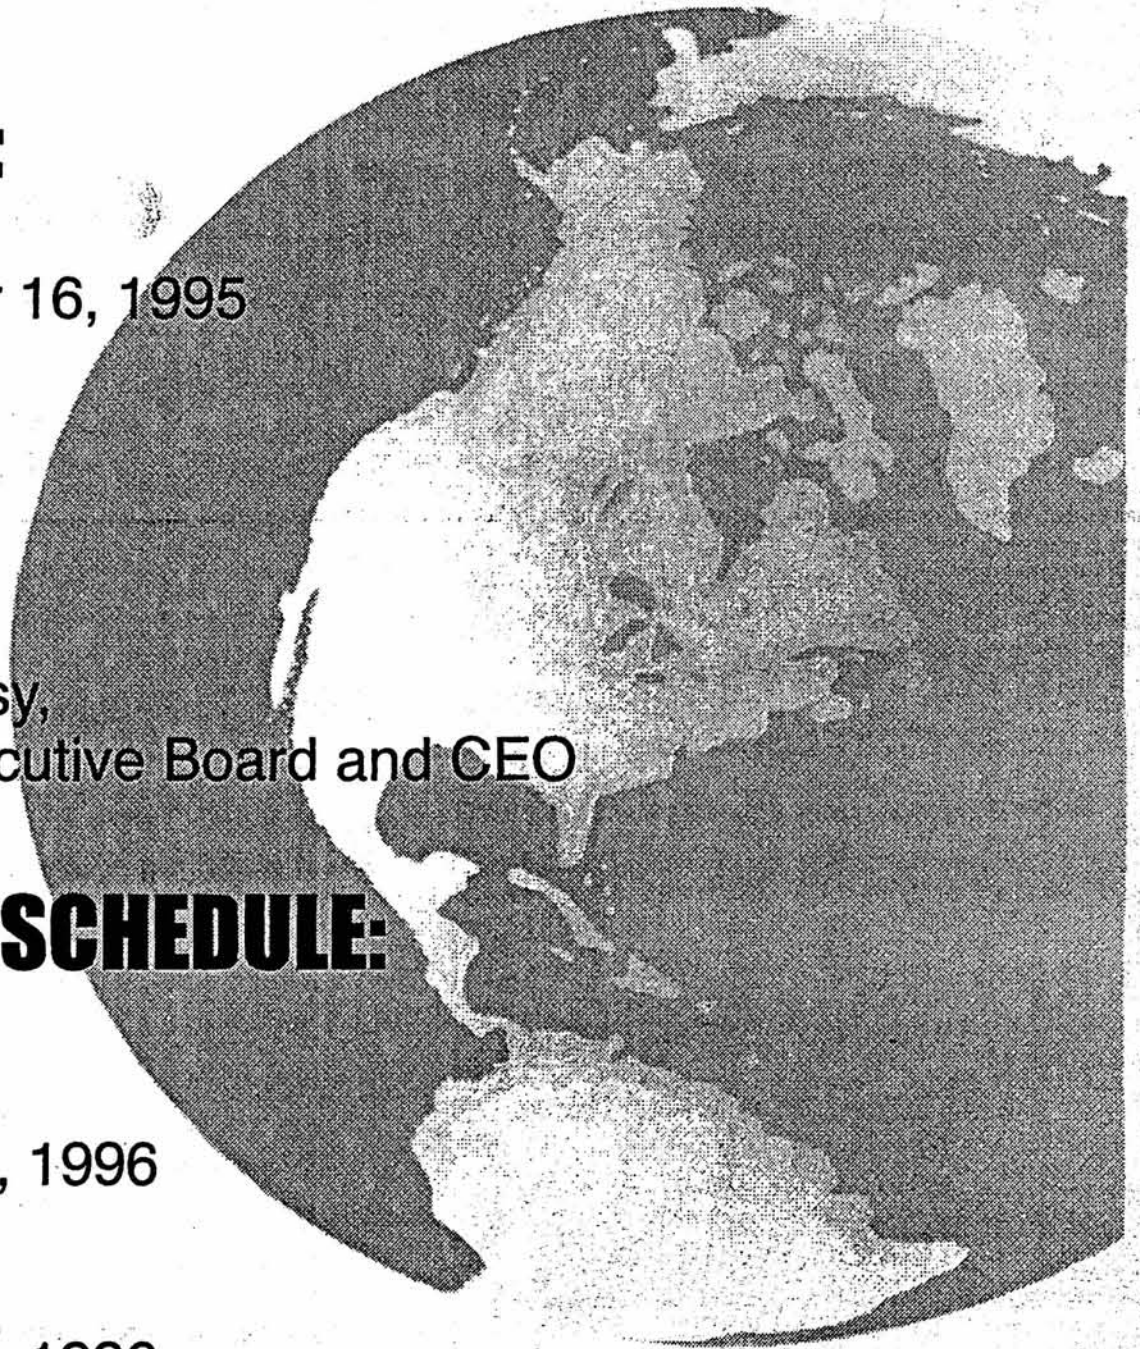 :
16, 1995
sy,
cutive Board and CEO
SCHEDULE:
, 1996